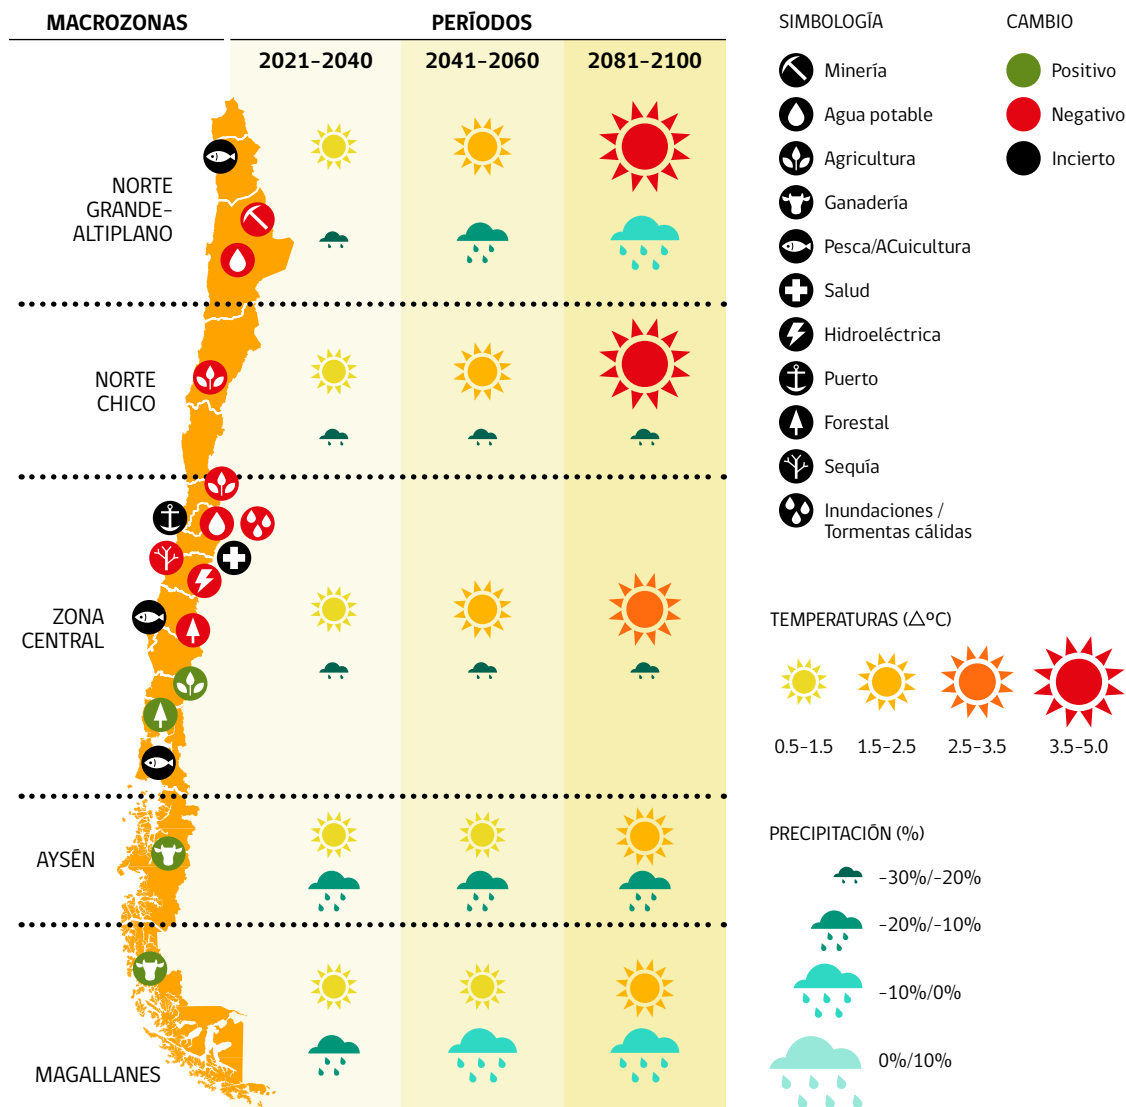 MACROZONAS
PERÍODOS
2021–2040
2041–2060
2081–2100
NORTE
GRANDE–
ALTIPLANO
NORTE
CHICO
ZONA
CENTRAL
AYSÉN
MAGALLANES
SIMBOLOGÍA
Minería
Agua potable
Agricultura
Ganadería
Pesca/ACuicultura
Salud
Hidroeléctrica
Puerto
Forestal
Sequía
Inundaciones /
Tormentas cálidas
CAMBIO
Positivo
Negativo
Incierto
TEMPERATURAS (△ºC)
0.5–1.5
1.5–2.5
2.5–3.5
3.5–5.0
PRECIPITACIÓN (%)
–30%/–20%
–20%/–10%
–10%/0%
0%/10%